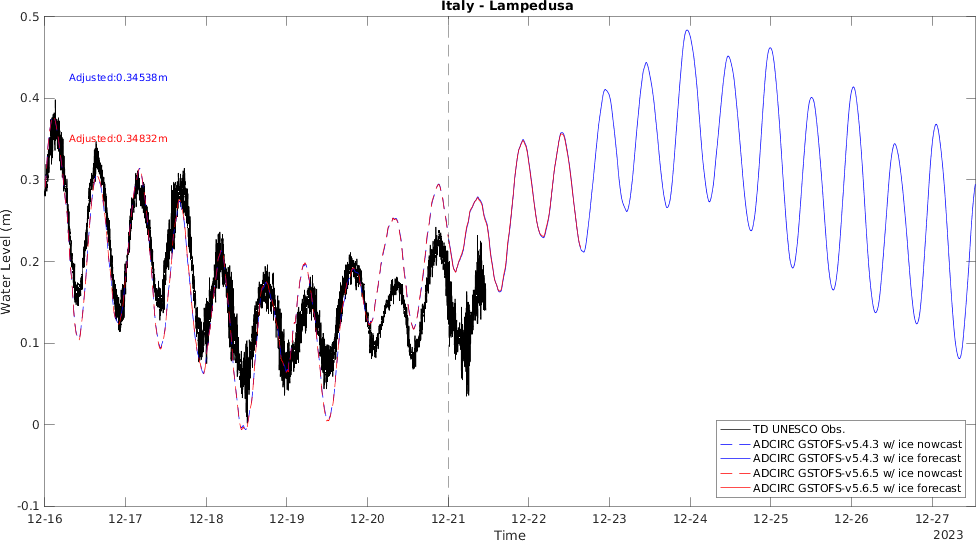 Italy - Lampedusa
0.5
0.4
0.3
0.2
0.1
0
-0.1
Water Level (m)
Adjusted:0.34538m
Adjusted:0.34832m
TD UNESCO Obs.
ADCIRC GSTOFS-v5.4.3 w/ ice nowcast
ADCIRC GSTOFS-v5.4.3 w/ ice forecast
ADCIRC GSTOFS-v5.6.5 w/ ice nowcast
ADCIRC GSTOFS-v5.6.5 w/ ice forecast
12-16 12-17 12-18 12-19 12-20 12-21 12-22 12-23 12-24 12-25 12-26 12-27
Time
2023